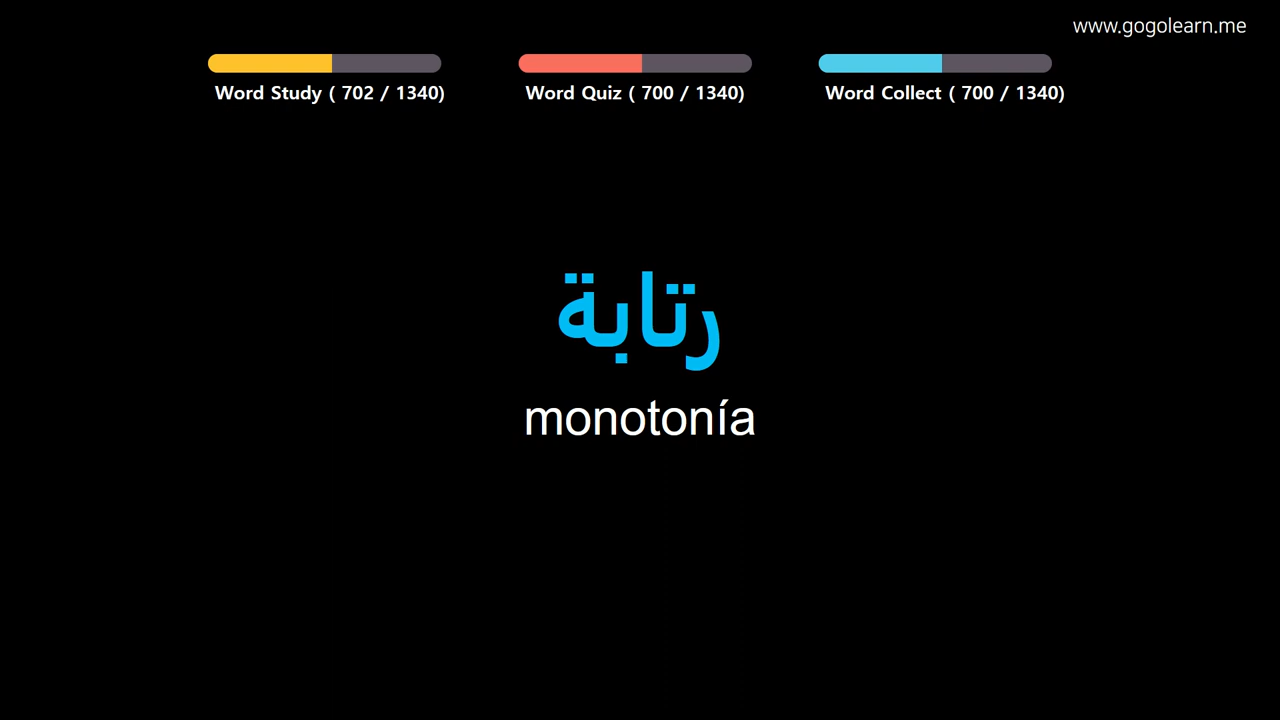 www.gogolearn.me
Word Study ( 702 / 1340)
Word Quiz ( 700 / 1340)
Word Collect ( 700 / 1340)
رتابة
monotonía